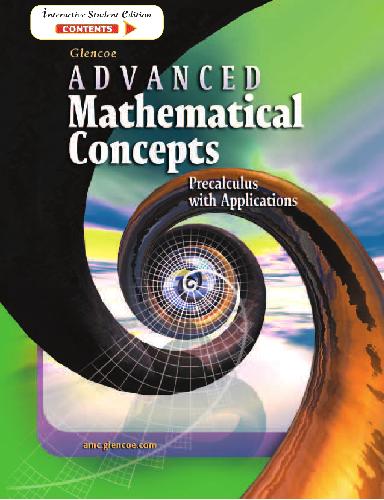 Interactive Student Edition
CONTENTS
Glencoe
ADVANCED
Mathematical
Concepts
Precalculus
with Applications
amc.glencoe.com